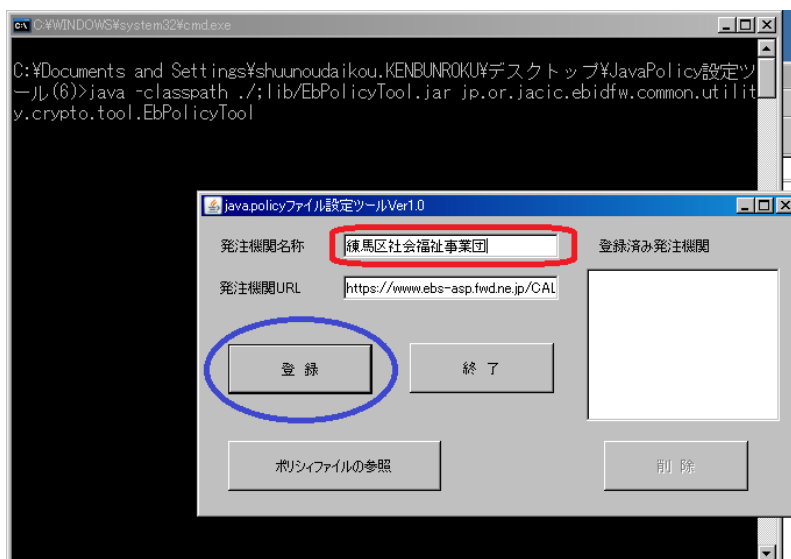 C:¥WINDOWS¥system32¥cmd.exe
C:¥Documents and Settings¥shuunoudaikou.KENBUNROKU¥デスクトップ¥JavaPolicy設定ツ
ール(6)>java -classpath ./;lib/EbPolicyTool.jar jp.or.jacic.ebidfw.common.utilit
y.crypto.tool.EbPolicyTool
java.policyファイル設定ツールVer1.0
発注機関名称 練馬区社会福祉事業団 登録済み発注機関
発注機関URL https://www.ebs-asp.fwd.ne.jp/CAL
登 録 終 了
ポリシィファイルの参照 削 除